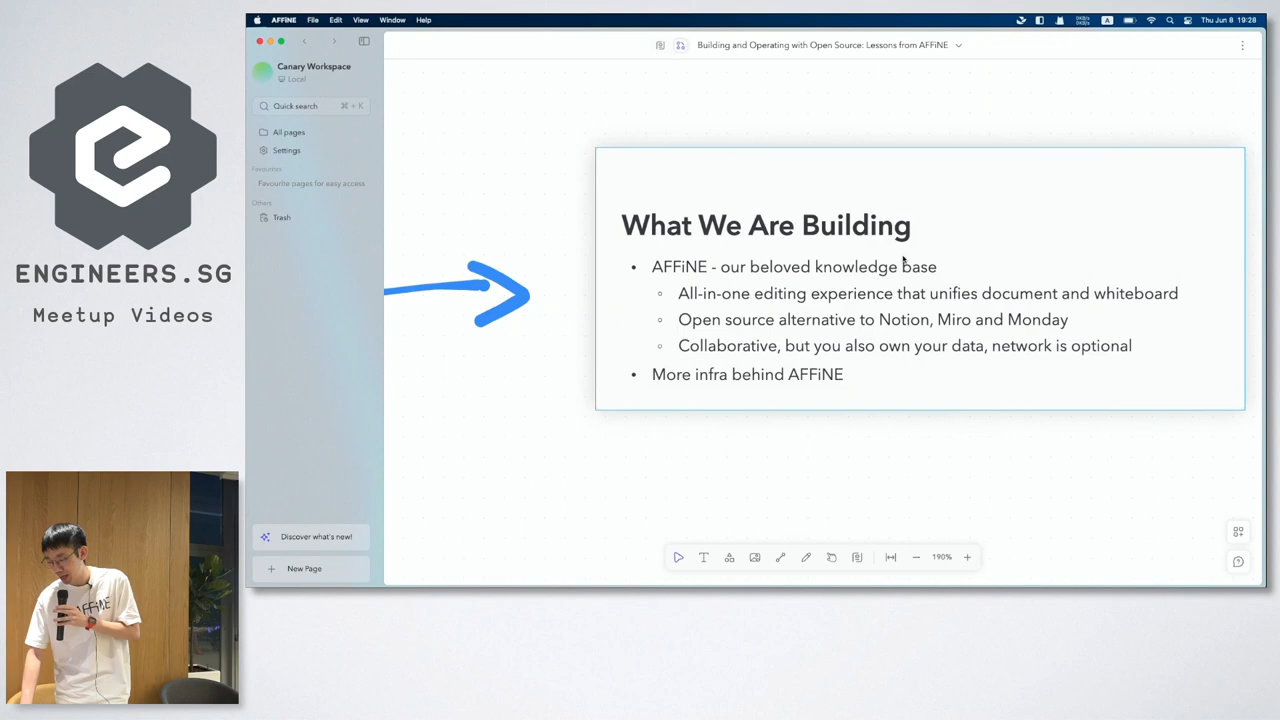 AFFiNE File Edit View Window Help
Thu Jun 8 19:28
Building and Operating with Open Source: Lessons from AFFiNE
Canary Workspace
Local
Quick search ⌘ + K
All pages
Settings
Favourites
Favourite pages for easy access
Others
Trash
Discover what's new!
New Page
What We Are Building
• AFFiNE - our beloved knowledge base
◦ All-in-one editing experience that unifies document and whiteboard
◦ Open source alternative to Notion, Miro and Monday
◦ Collaborative, but you also own your data, network is optional
• More infra behind AFFiNE
190%
ENGINEERS.SG
Meetup Videos
AFFiNE